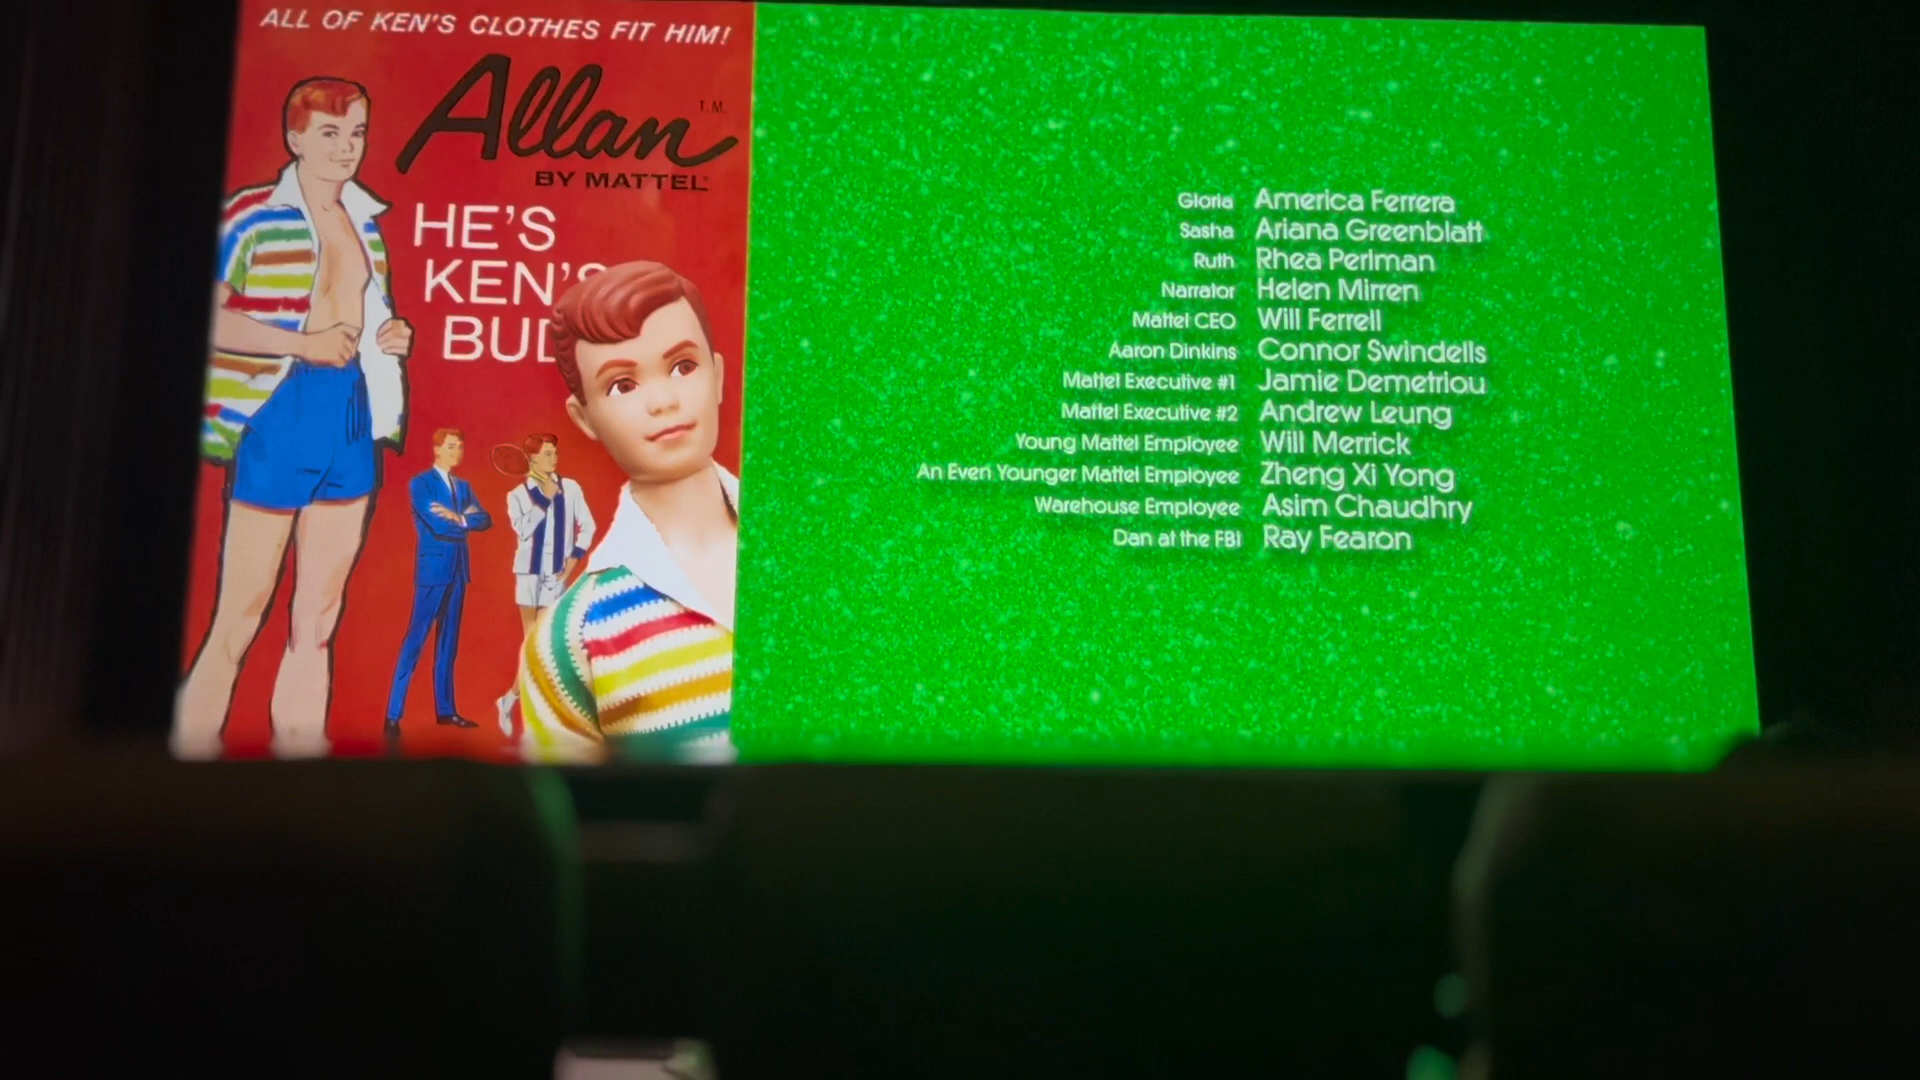 ALL OF KEN'S CLOTHES FIT HIM!
Allan T.M.
BY MATTEL
HE'S
KEN'S
BUD
Gloria America Ferrera
Sasha Ariana Greenblatt
Ruth Rhea Perlman
Narrator Helen Mirren
Mattel CEO Will Ferrell
Aaron Dinkins Connor Swindells
Mattel Executive #1 Jamie Demetriou
Mattel Executive #2 Andrew Leung
Young Mattel Employee Will Merrick
An Even Younger Mattel Employee Zheng Xi Yong
Warehouse Employee Asim Chaudhry
Dan at the FBI Ray Fearon